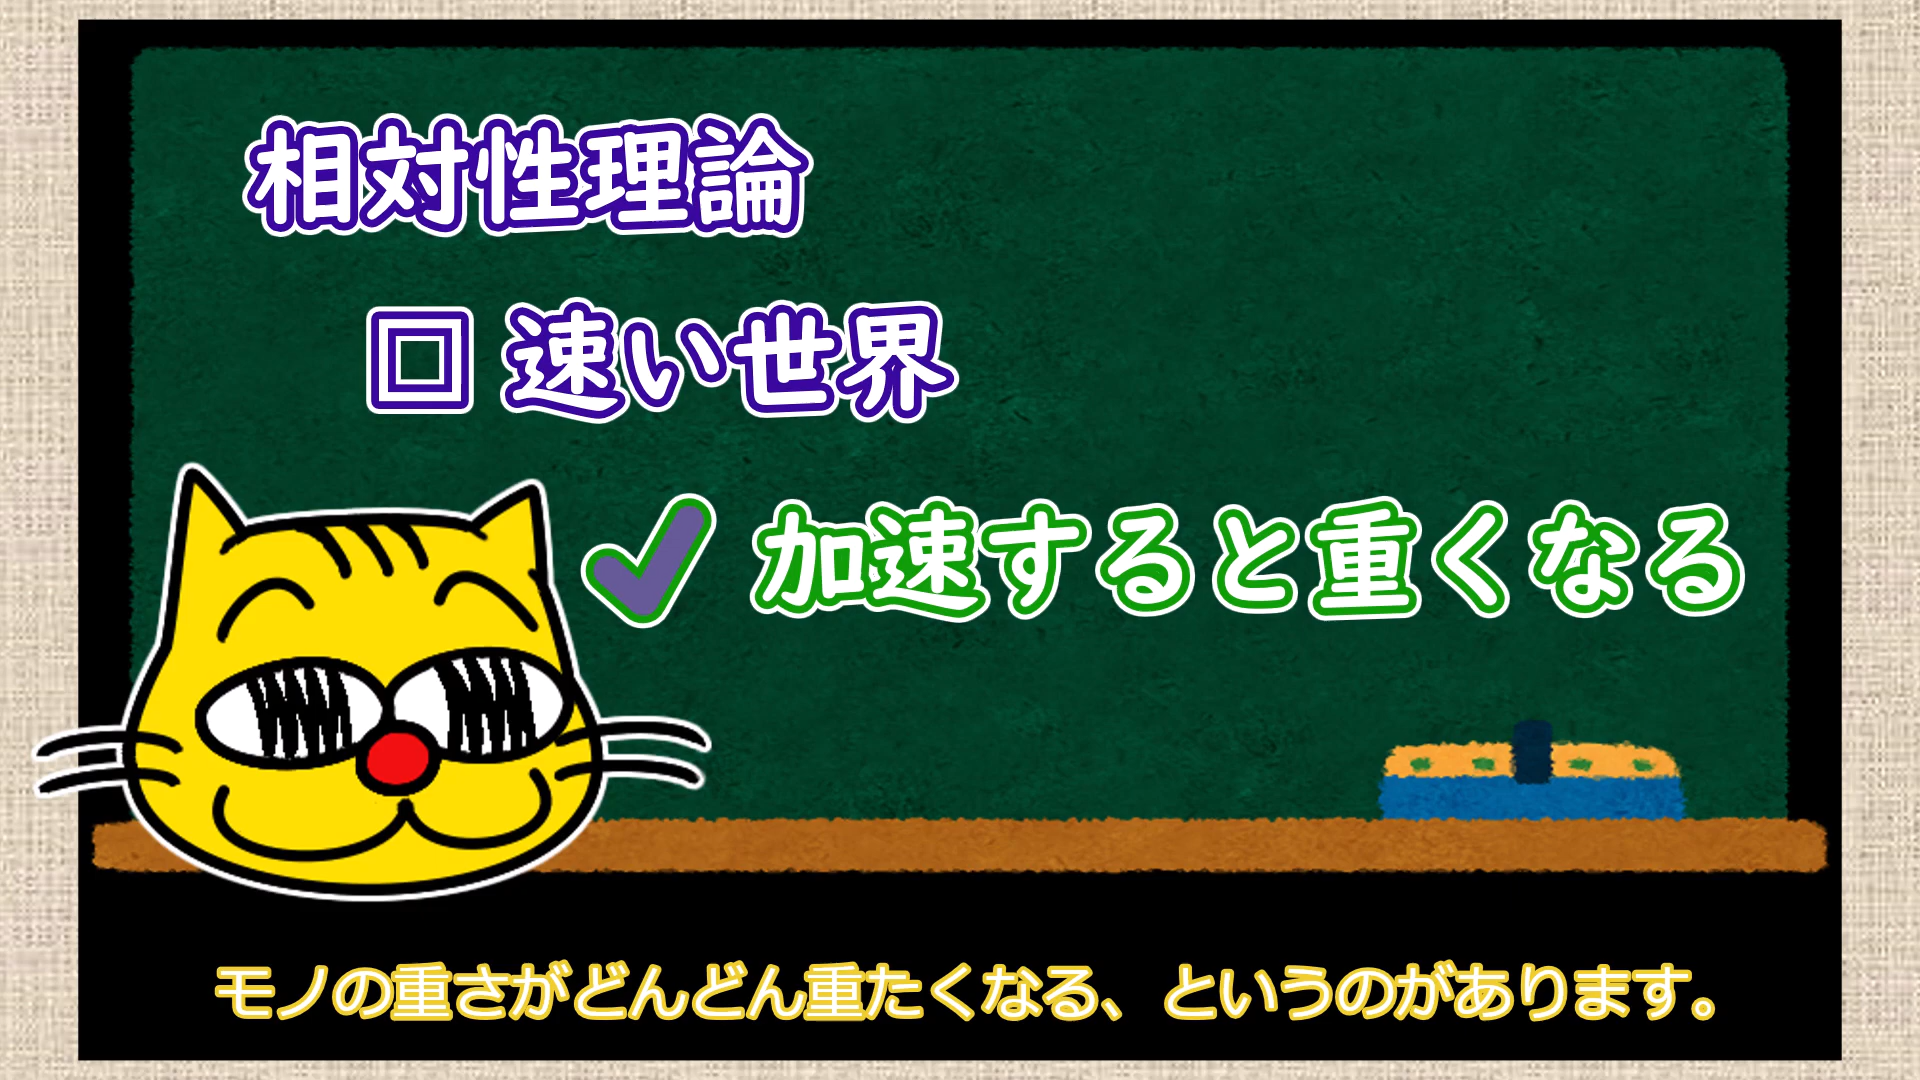 相対性理論
□ 速い世界
✓ 加速すると重くなる
モノの重さがどんどん重たくなる、というのがあります。